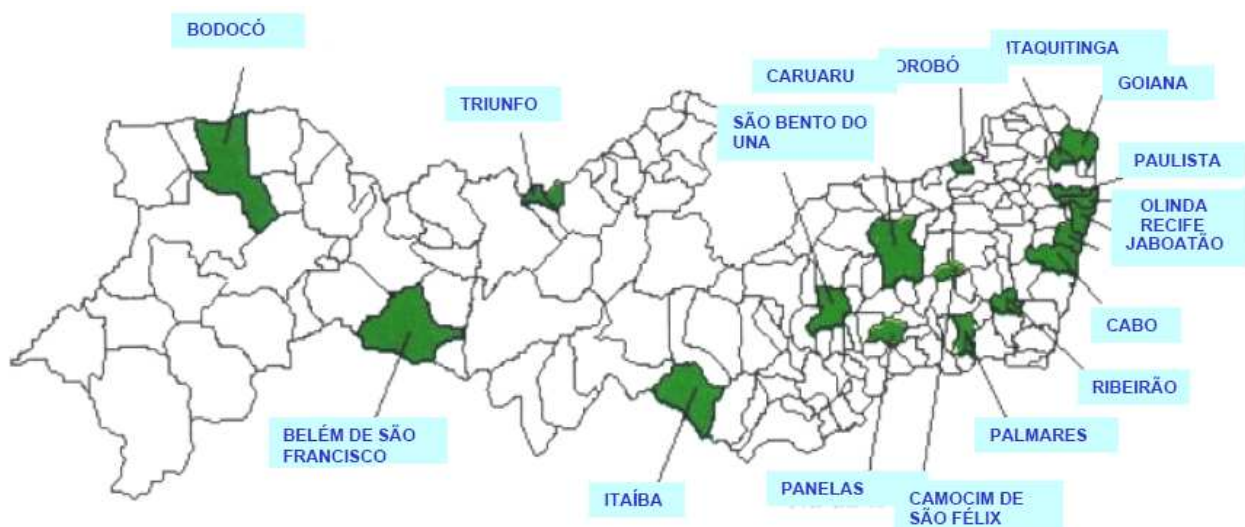 BODOCÓ
ITAQUITINGA
CARUARU
OROBÓ
GOIANA
TRIUNFO
SÃO BENTO DO
UNA
PAULISTA
OLINDA
RECIFE
JABOATÃO
CABO
RIBEIRÃO
BELÉM DE SÃO
FRANCISCO
PALMARES
ITAÍBA
PANELAS
CAMOCIM DE
SÃO FÉLIX